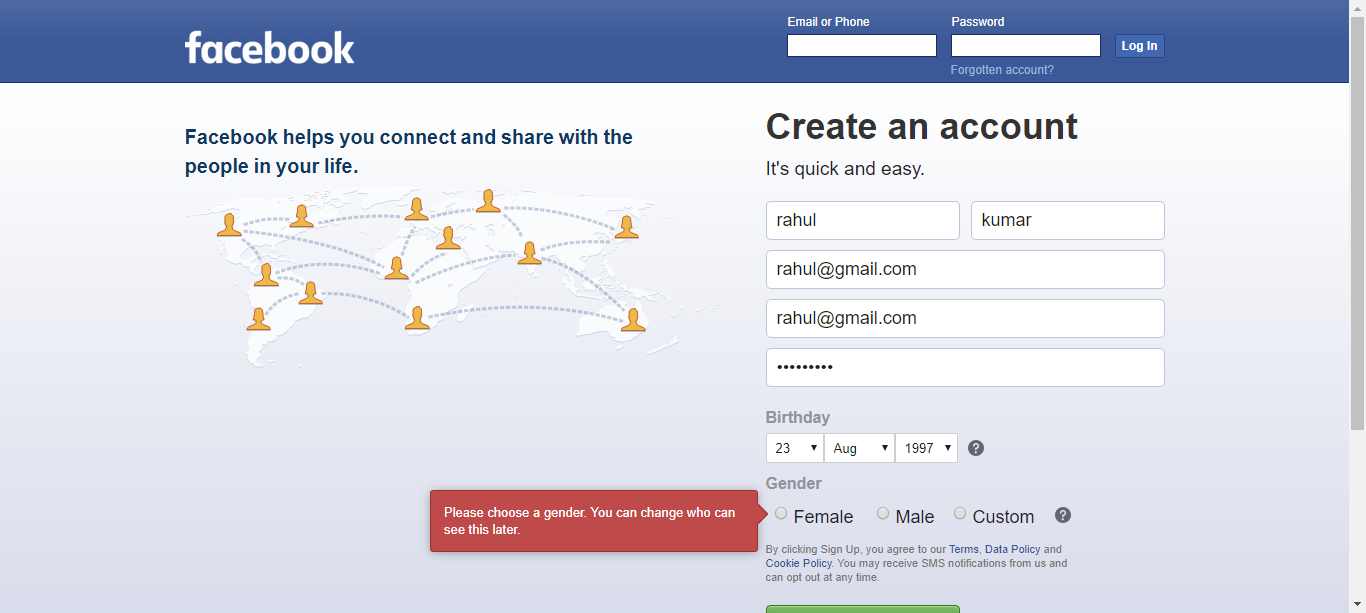 Email or Phone Password
facebook
Log In
Forgotten account?
Facebook helps you connect and share with the
people in your life.
Create an account
It's quick and easy.
rahul kumar
rahul@gmail.com
rahul@gmail.com
•••••••••
Birthday
23 Aug 1997 ?
Gender
Please choose a gender. You can change who can
see this later.
Female Male Custom ?
By clicking Sign Up, you agree to our Terms, Data Policy and
Cookie Policy. You may receive SMS notifications from us and
can opt out at any time.